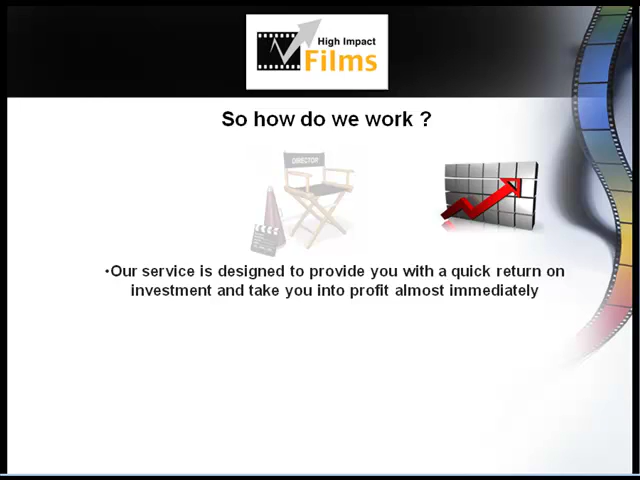 High Impact
Films
So how do we work ?
DIRECTOR
•Our service is designed to provide you with a quick return on
investment and take you into profit almost immediately